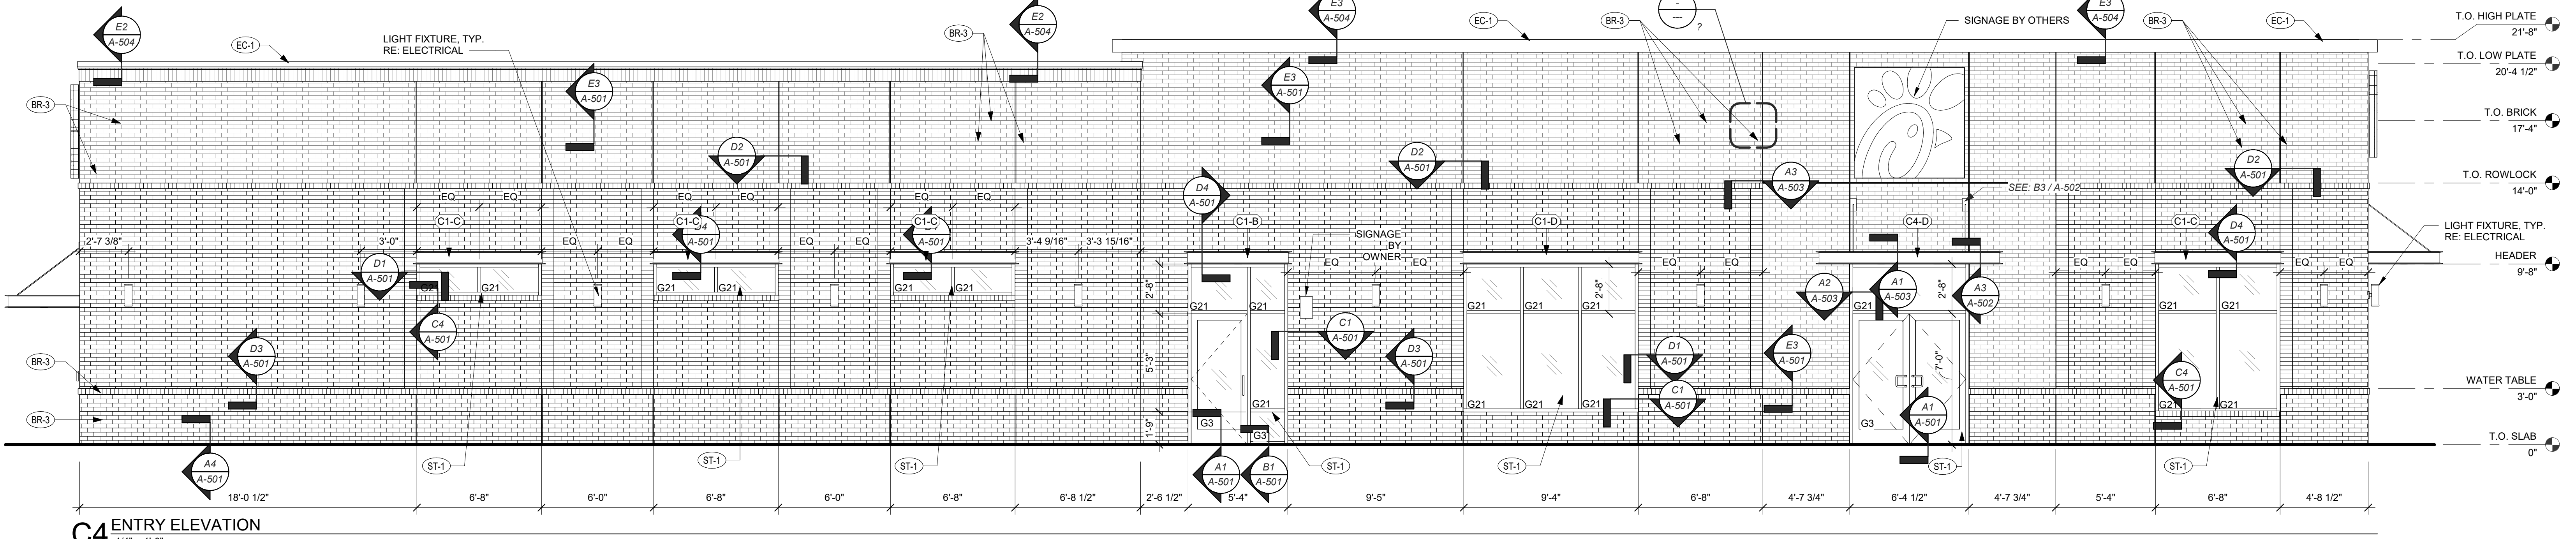 E2
A-504
EC-1
LIGHT FIXTURE, TYP.
RE: ELECTRICAL
E3
A-501
BR-3
E2
A-504
E3
A-504
E3
A-501
EC-1
BR-3
-
---
?
SIGNAGE BY OTHERS
E3
A-504
BR-3
EC-1
T.O. HIGH PLATE
21'-8"
T.O. LOW PLATE
20'-4 1/2"
T.O. BRICK
17'-4"
T.O. ROWLOCK
14'-0"
LIGHT FIXTURE, TYP.
RE: ELECTRICAL
HEADER
9'-8"
WATER TABLE
3'-0"
T.O. SLAB
0"
BR-3
D2
A-501
D2
A-501
D4
A-501
A3
A-503
SEE: B3 / A-502
D2
A-501
EQ
EQ
EQ
EQ
EQ
EQ
C1-C
C1-C
D4
A-501
C1-C
A-501
C1-B
C1-D
C4-D
C1-C
D4
A-501
2'-7 3/8"
3'-0"
EQ
EQ
EQ
EQ
3'-4 9/16"
3'-3 15/16"
SIGNAGE
BY
OWNER
EQ
EQ
EQ
EQ
EQ
EQ
EQ
EQ
D1
A-501
G21
G21
G21
G21
2'-8"
G21
G21
G21
G21
G21
2'-8"
A2
A-503
A1
A-503
G21
2'-8"
A3
A-502
G21
G21
C4
A-501
D3
A-501
BR-3
BR-3
5'-3"
C1
A-501
D3
A-501
D1
A-501
C1
A-501
E3
A-501
7'-0"
C4
A-501
G21
G21
G21
G21
G21
G21
G3
G3
1'-9"
G3
A1
A-501
A4
A-501
ST-1
ST-1
ST-1
A1
A-501
B1
A-501
ST-1
ST-1
ST-1
ST-1
18'-0 1/2"
6'-8"
6'-0"
6'-8"
6'-0"
6'-8"
6'-8 1/2"
2'-6 1/2"
5'-4"
9'-5"
9'-4"
6'-8"
4'-7 3/4"
6'-4 1/2"
4'-7 3/4"
5'-4"
6'-8"
4'-8 1/2"
C4 ENTRY ELEVATION